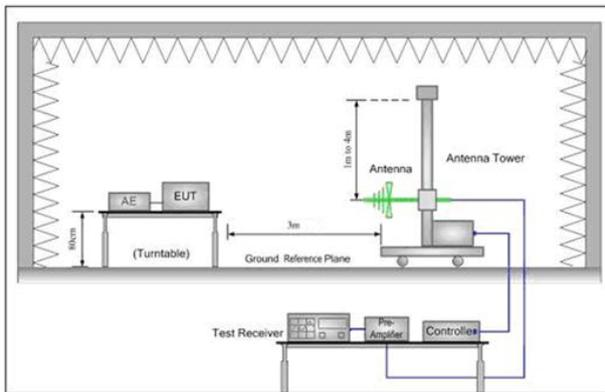 1m to 4m
Antenna
Antenna Tower
AE
EUT
80cm
(Turntable)
3m
Ground Reference Plane
Test Receiver
Pre-
Amplifier
Controller